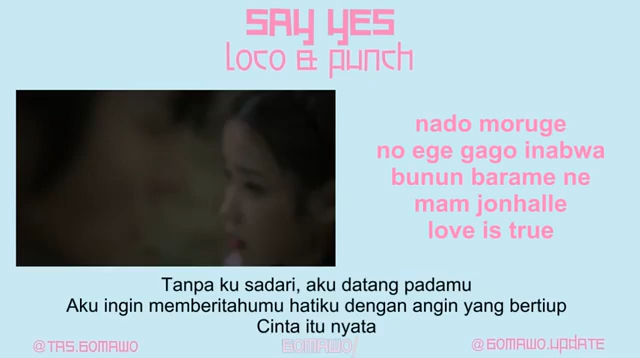 SAY YES
LOCO & PUNCH
nado moruge
no ege gago inabwa
bunun barame ne
mam jonhalle
love is true
Tanpa ku sadari, aku datang padamu
Aku ingin memberitahumu hatiku dengan angin yang bertiup
Cinta itu nyata
@TRS.GOMAWO
GOMAWO
@GOMAWO.UPDATE